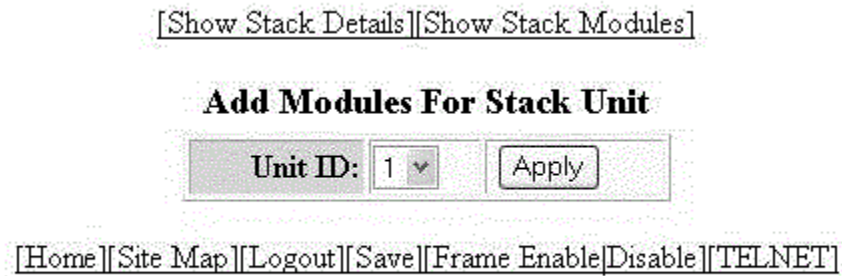 [Show Stack Details][Show Stack Modules]
Add Modules For Stack Unit
Unit ID: 1 Apply
[Home][Site Map][Logout][Save][Frame Enable|Disable][TELNET]